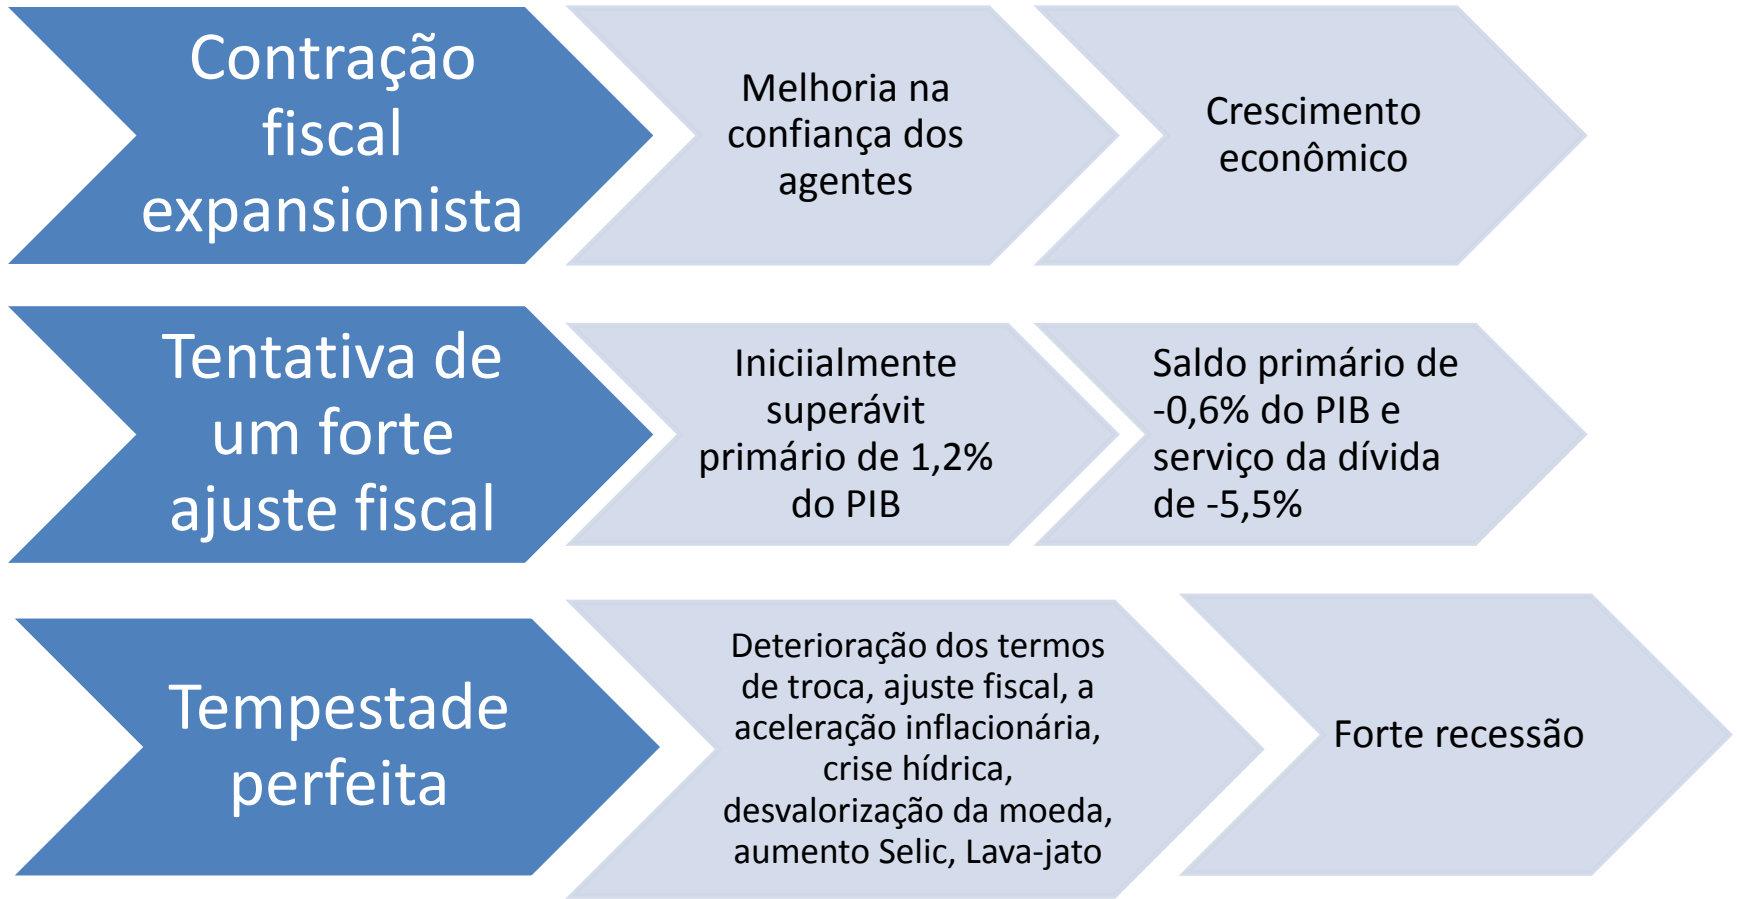 Contração
fiscal
expansionista
Melhoria na
confiança dos
agentes
Crescimento
econômico
Tentativa de
um forte
ajuste fiscal
Iniciialmente
superávit
primário de 1,2%
do PIB
Saldo primário de
-0,6% do PIB e
serviço da dívida
de -5,5%
Tempestade
perfeita
Deterioração dos termos
de troca, ajuste fiscal, a
aceleração inflacionária,
crise hídrica,
desvalorização da moeda,
aumento Selic, Lava-jato
Forte recessão